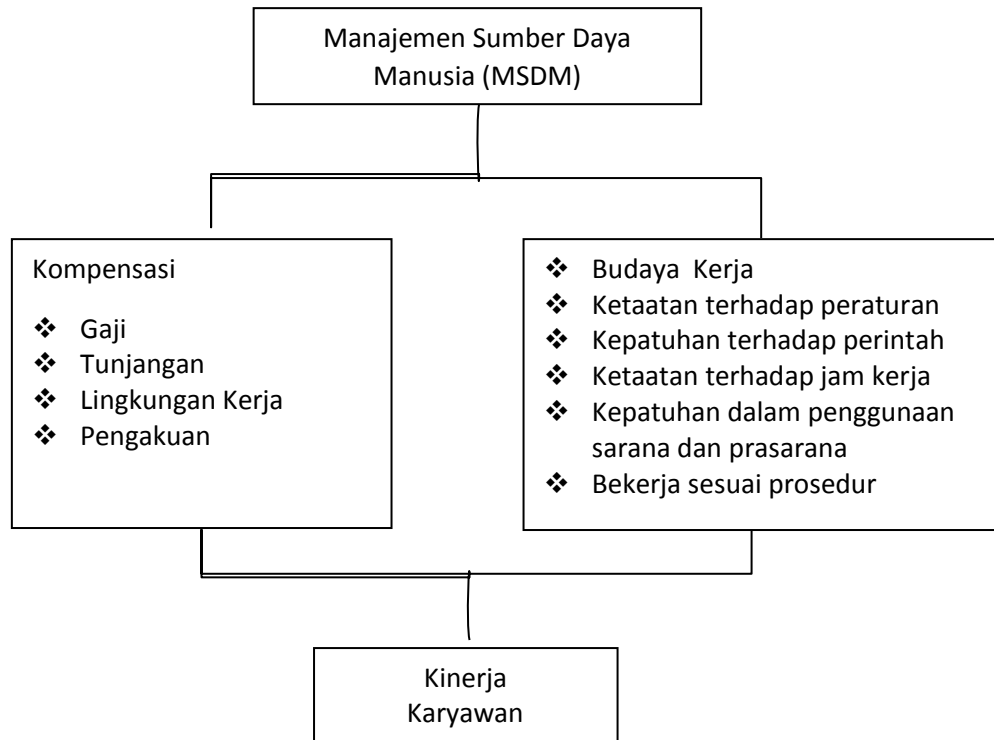 Manajemen Sumber Daya
Manusia (MSDM)
Kompensasi
❖ Gaji
❖ Tunjangan
❖ Lingkungan Kerja
❖ Pengakuan
❖ Budaya Kerja
❖ Ketaatan terhadap peraturan
❖ Kepatuhan terhadap perintah
❖ Ketaatan terhadap jam kerja
❖ Kepatuhan dalam penggunaan
sarana dan prasarana
❖ Bekerja sesuai prosedur
Kinerja
Karyawan